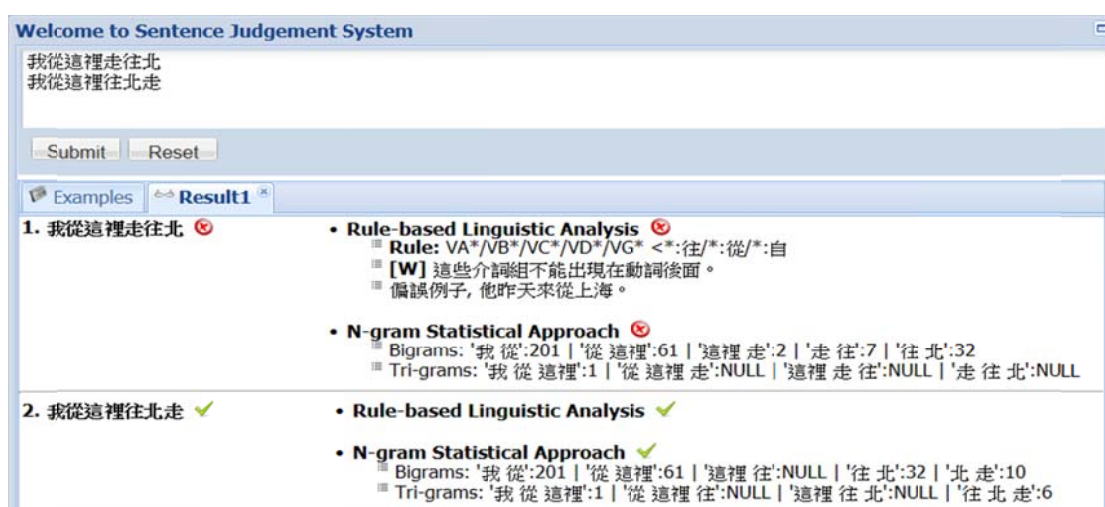 Welcome to Sentence Judgement System
我從這裡走往北
我從這裡往北走
Submit Reset
Examples Result1
1. 我從這裡走往北 • Rule-based Linguistic Analysis
Rule: VA*/VB*/VC*/VD*/VG* <*:往/*:從/*:自
[W] 這些介詞組不能出現在動詞後面。
偏誤例子, 他昨天來從上海。
• N-gram Statistical Approach
Bigrams: '我 從':201 | '從 這裡':61 | '這裡 走':2 | '走 往':7 | '往 北':32
Tri-grams: '我 從 這裡':1 | '從 這裡 走':NULL | '這裡 走 往':NULL | '走 往 北':NULL
2. 我從這裡往北走 • Rule-based Linguistic Analysis
• N-gram Statistical Approach
Bigrams: '我 從':201 | '從 這裡':61 | '這裡 往':NULL | '往 北':32 | '北 走':10
Tri-grams: '我 從 這裡':1 | '從 這裡 往':NULL | '這裡 往 北':NULL | '往 北 走':6